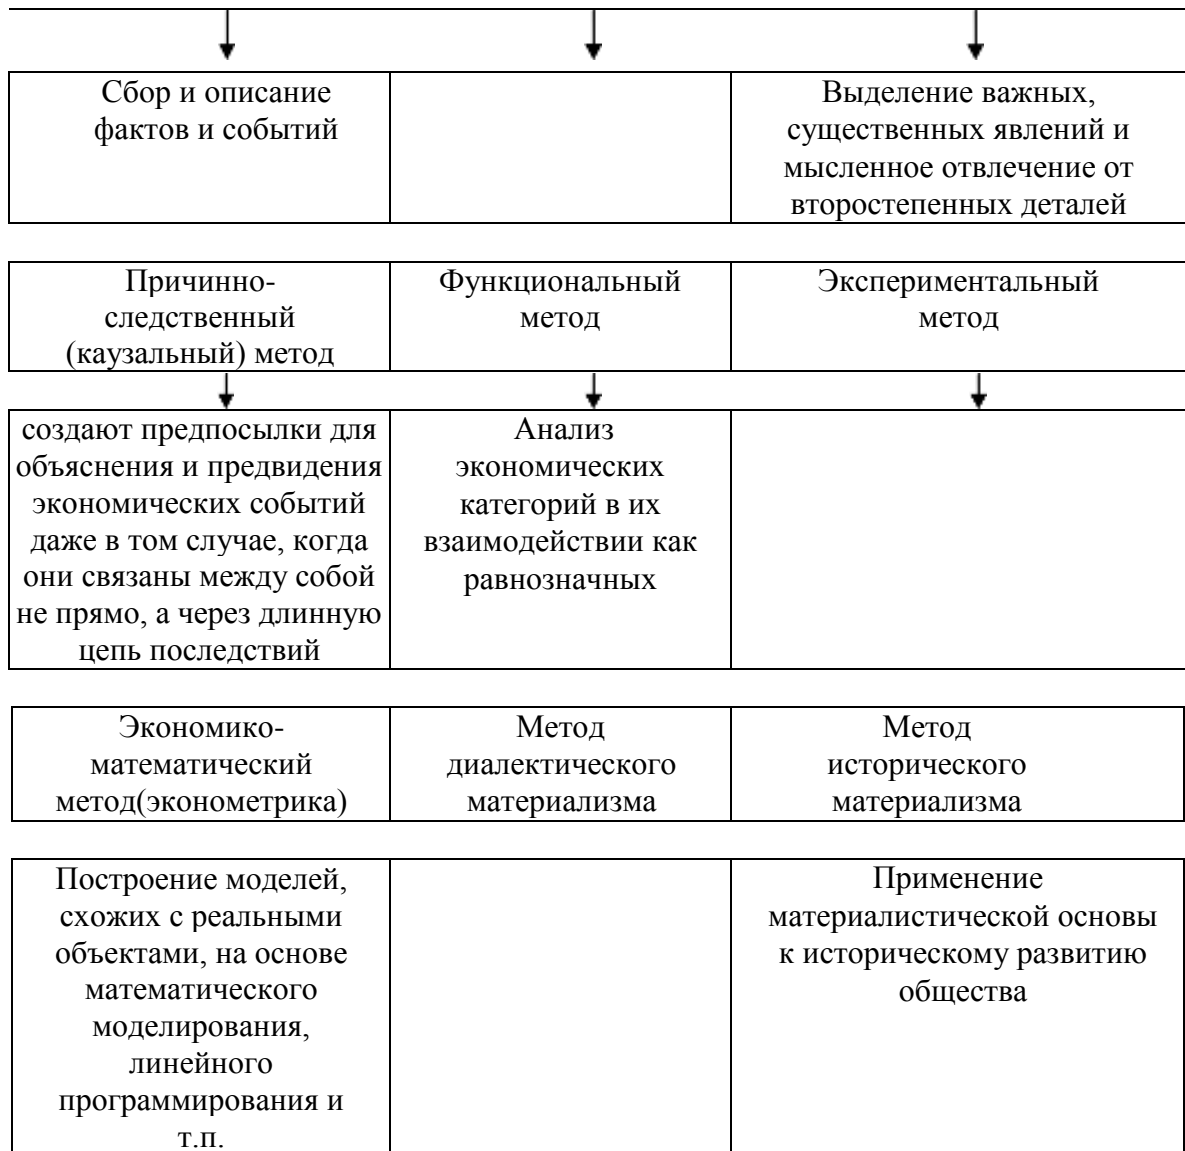 Сбор и описание
фактов и событий
Выделение важных,
существенных явлений и
мысленное отвлечение от
второстепенных деталей
Причинно-
следственный
(каузальный) метод
Функциональный
метод
Экспериментальный
метод
создают предпосылки для
объяснения и предвидения
экономических событий
даже в том случае, когда
они связаны между собой
не прямо, а через длинную
цепь последствий
Анализ
экономических
категорий в их
взаимодействии как
равнозначных
Экономико-
математический
метод(эконометрика)
Метод
диалектического
материализма
Метод
исторического
материализма
Построение моделей,
схожих с реальными
объектами, на основе
математического
моделирования,
линейного
программирования и
т.п.
Применение
материалистической основы
к историческому развитию
общества